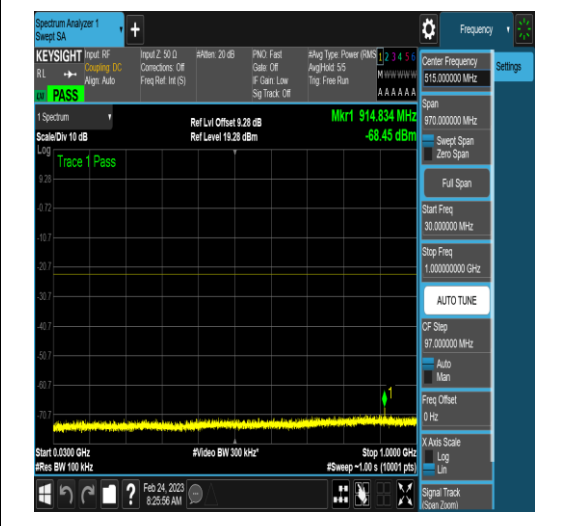 Spectrum Analyzer 1
Swept SA
+
Frequency
KEYSIGHT
RL
PASS
Input: RF
Coupling: DC
Align: Auto
Input Z: 50 Ω
Corrections: Off
Freq Ref: Int (S)
#Atten: 20 dB
PNO: Fast
Gate: Off
IF Gain: Low
Sig Track: Off
#Avg Type: Power (RMS
Avg|Hold: 5/5
Trig: Free Run
1 2 3 4 5 6
M W W W W W
A A A A A A
Center Frequency
515.000000 MHz
Settings
Span
970.000000 MHz
Swept Span
Zero Span
Full Span
Start Freq
30.000000 MHz
Stop Freq
1.000000000 GHz
AUTO TUNE
CF Step
97.000000 MHz
Auto
Man
Freq Offset
0 Hz
X Axis Scale
Log
Lin
Signal Track
(Span Zoom)
1 Spectrum
Scale/Div 10 dB
Ref Lvl Offset 9.28 dB
Ref Level 19.28 dBm
Mkr1 914.834 MHz
-68.45 dBm
Log
Trace 1 Pass
9.28
-0.72
-10.7
-20.7
-30.7
-40.7
-50.7
-60.7
-70.7
1
Start 0.0300 GHz
#Res BW 100 kHz
#Video BW 300 kHz*
Stop 1.0000 GHz
#Sweep ~1.00 s (10001 pts)
?
Feb 24, 2023
8:25:56 AM